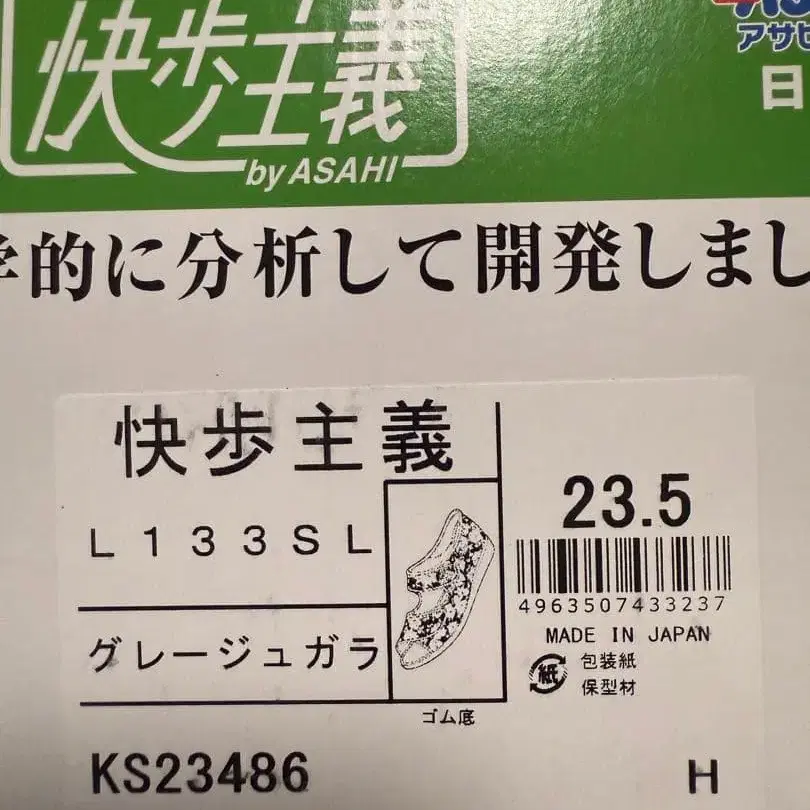 快歩主義
by ASAHI
アサヒ
日
学的に分析して開発しまし
快歩主義
L133SL
23.5
4963507433237
グレージュガラ
MADE IN JAPAN
紙
包装紙
保型材
ゴム底
KS23486
H